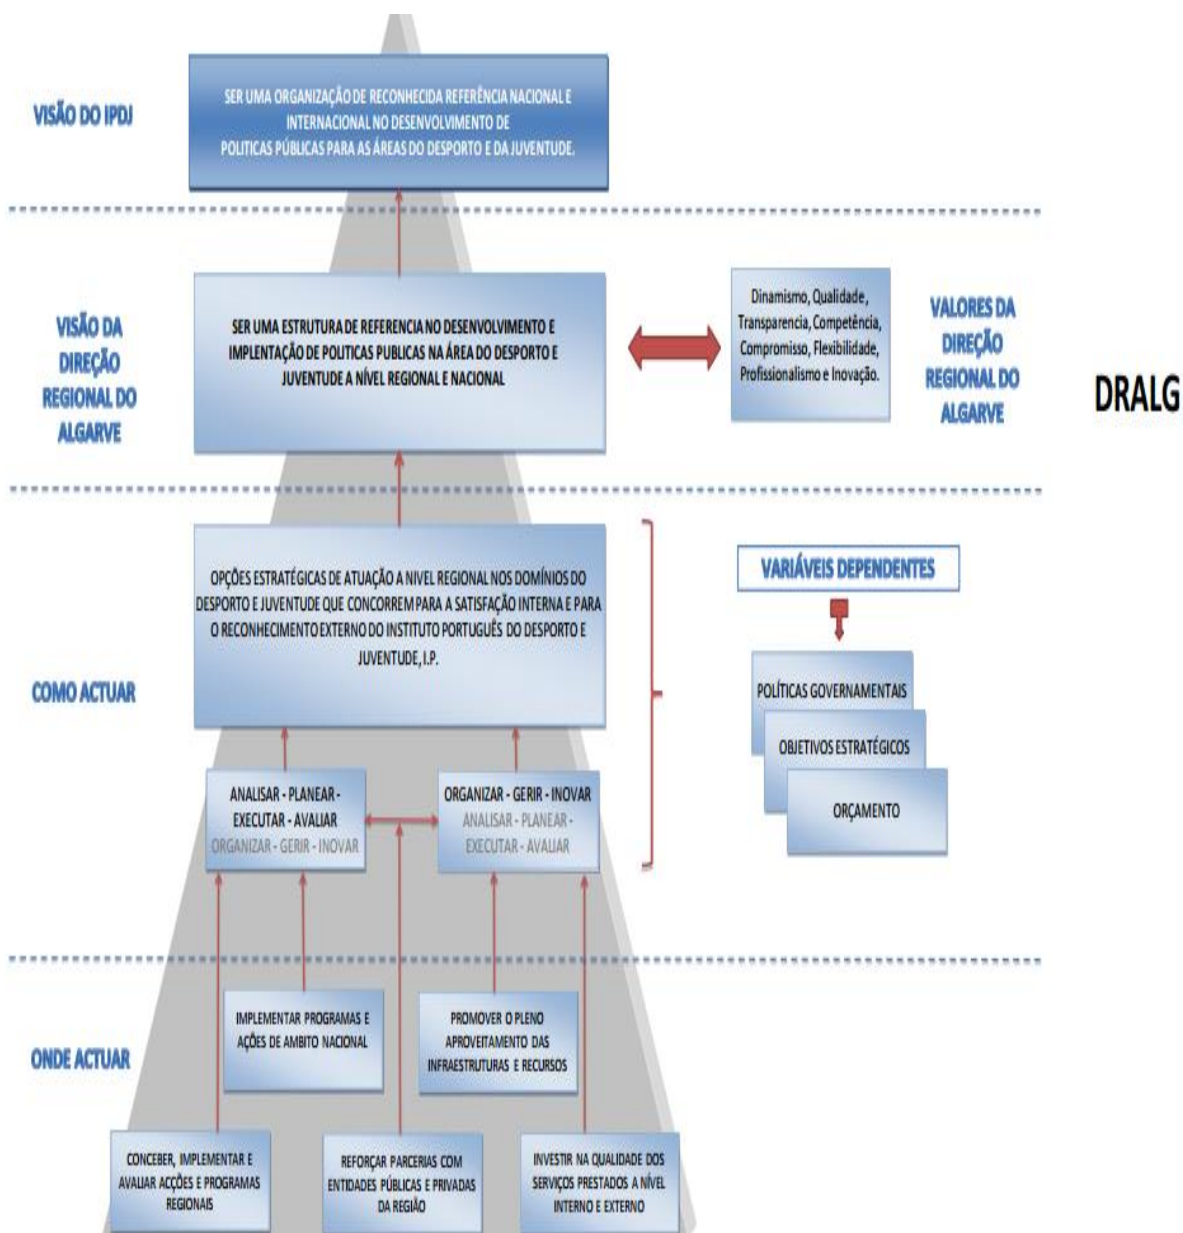 VISÃO DO IPDJ
SER UMA ORGANIZAÇÃO DE RECONHECIDA REFERÊNCIA NACIONAL E
INTERNACIONAL NO DESENVOLVIMENTO DE
POLITICAS PÚBLICAS PARA AS ÁREAS DO DESPORTO E DA JUVENTUDE.
VISÃO DA
DIREÇÃO
REGIONAL DO
ALGARVE
SER UMA ESTRUTURA DE REFERENCIA NO DESENVOLVIMENTO E
IMPLENTAÇÃO DE POLITICAS PUBLICAS NA ÁREA DO DESPORTO E
JUVENTUDE A NÍVEL REGIONAL E NACIONAL
Dinamismo, Qualidade,
Transparencia, Competência,
Compromisso, Flexibilidade,
Profissionalismo e Inovação.
VALORES DA
DIREÇÃO
REGIONAL DO
ALGARVE
DRALG
COMO ACTUAR
OPÇÕES ESTRATÉGICAS DE ATUAÇÃO A NIVEL REGIONAL NOS DOMÍNIOS DO
DESPORTO E JUVENTUDE QUE CONCORREM PARA A SATISFAÇÃO INTERNA E PARA
O RECONHECIMENTO EXTERNO DO INSTITUTO PORTUGUÊS DO DESPORTO E
JUVENTUDE, I.P.
VARIÁVEIS DEPENDENTES
POLÍTICAS GOVERNAMENTAIS
OBJETIVOS ESTRATÉGICOS
ORÇAMENTO
ANALISAR - PLANEAR -
EXECUTAR - AVALIAR
ORGANIZAR - GERIR - INOVAR
ORGANIZAR - GERIR - INOVAR
ANALISAR - PLANEAR -
EXECUTAR - AVALIAR
ONDE ACTUAR
IMPLEMENTAR PROGRAMAS E
AÇÕES DE AMBITO NACIONAL
PROMOVER O PLENO
APROVEITAMENTO DAS
INFRAESTRUTURAS E RECURSOS
CONCEBER, IMPLEMENTAR E
AVALIAR ACÇÕES E PROGRAMAS
REGIONAIS
REFORÇAR PARCERIAS COM
ENTIDADES PÚBLICAS E PRIVADAS
DA REGIÃO
INVESTIR NA QUALIDADE DOS
SERVIÇOS PRESTADOS A NÍVEL
INTERNO E EXTERNO